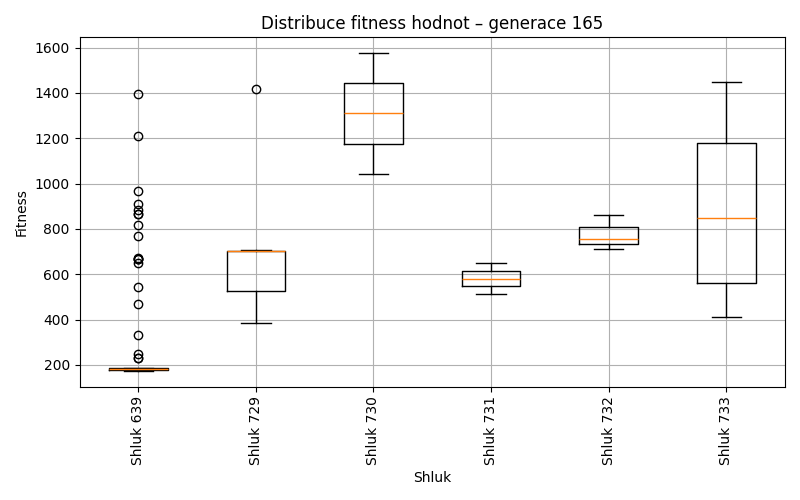 Distribuce fitness hodnot – generace 165
Fitness
1600
1400
1200
1000
800
600
400
200
Shluk 639
Shluk 729
Shluk 730
Shluk 731
Shluk 732
Shluk 733
Shluk